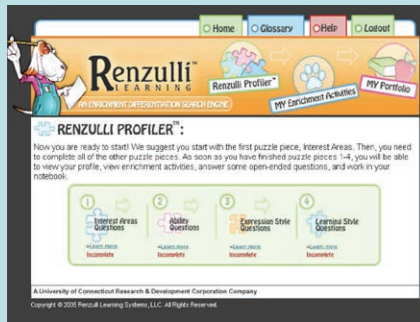 Home
Glossary
Help
Logout
Renzulli™
LEARNING
AN ENRICHMENT DIFFERENTIATION SEARCH ENGINE
Renzulli Profiler™
MY Enrichment Activities
MY Portfolio
RENZULLI PROFILER™:
Now you are ready to start! We suggest you start with the first puzzle piece, Interest Areas. Then, you need
to complete all of the other puzzle pieces. As soon as you have finished puzzle pieces 1-4, you will be able
to view your profile, view enrichment activities, answer some open-ended questions, and work in your
notebook.
1 2 3 4
Interest Areas Questions
Learn more
Incomplete
Ability Questions
Learn more
Incomplete
Expression Style Questions
Learn more
Incomplete
Learning Style Questions
Learn more
Incomplete
A University of Connecticut Research & Development Corporation Company
Copyright © 2005 Renzulli Learning Systems, LLC. All Rights Reserved.